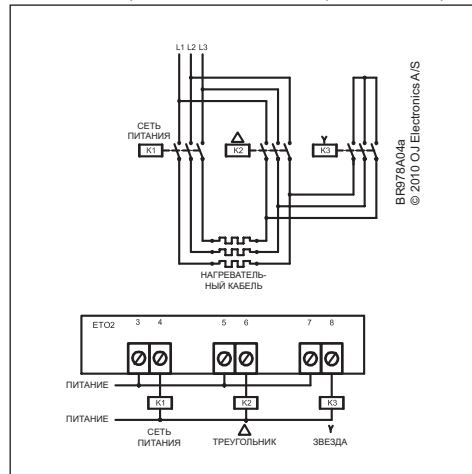 L1 L2 L3
СЕТЬ
ПИТАНИЯ
K1
K2
Y
K3
BR978A04a
© 2010 OJ Electronics A/S
НАГРЕВАТЕЛЬ-
НЫЙ КАБЕЛЬ
ETO2 3 4 5 6 7 8
ПИТАНИЕ
K1 K2 K3
ПИТАНИЕ
СЕТЬ
ПИТАНИЯ
ТРЕУГОЛЬНИК
Y
ЗВЕЗДА